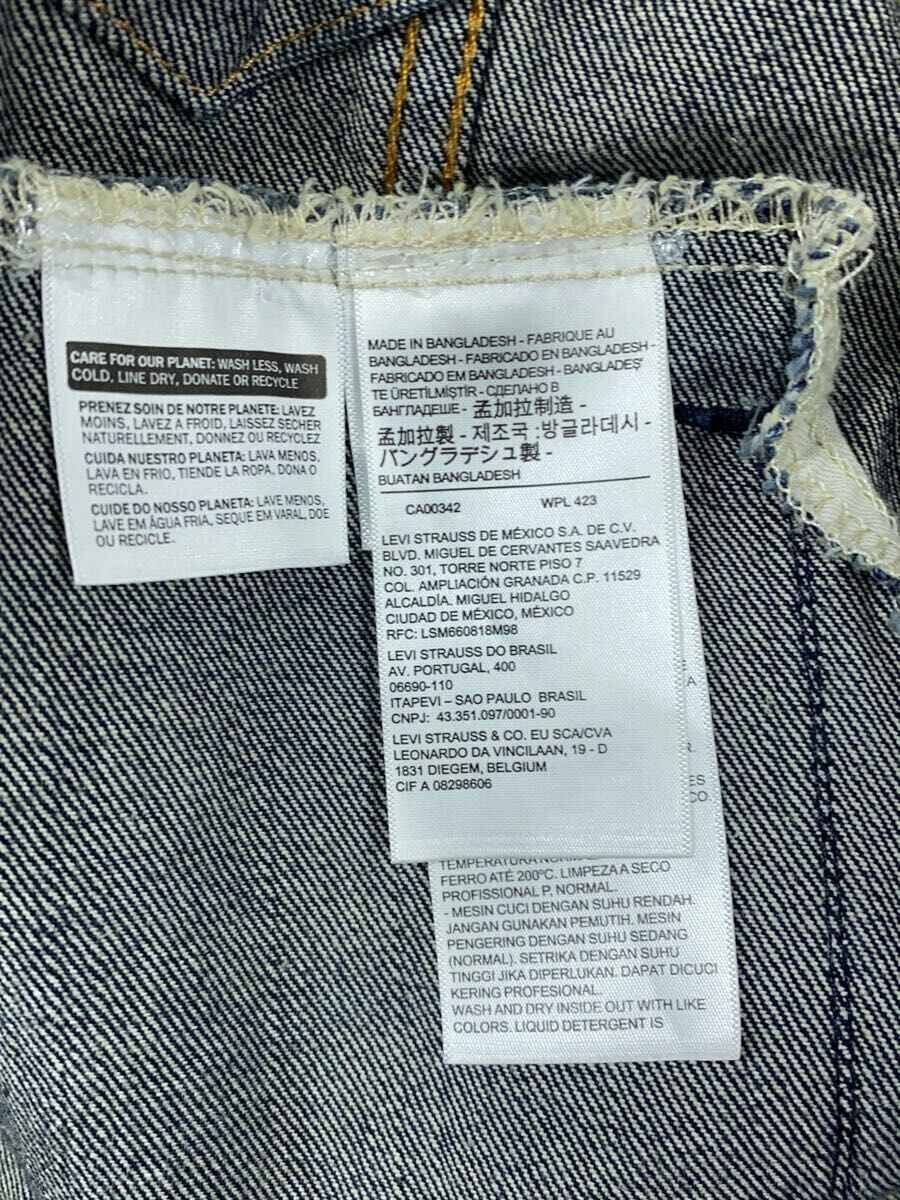 CARE FOR OUR PLANET: WASH LESS, WASH
COLD, LINE DRY, DONATE OR RECYCLE
PRENEZ SOIN DE NOTRE PLANETE: LAVEZ
MOINS, LAVEZ A FROID, LAISSEZ SECHER
NATURELLEMENT, DONNEZ OU RECYCLEZ
CUIDA NUESTRO PLANETA: LAVA MENOS,
LAVA EN FRIO, TIENDE LA ROPA. DONA O
RECICLA.
CUIDE DO NOSSO PLANETA: LAVE MENOS,
LAVE EM ÁGUA FRIA, SEQUE EM VARAL, DOE
OU RECICLE.
MADE IN BANGLADESH - FABRIQUE AU
BANGLADESH - FABRICADO EN BANGLADESH -
FABRICADO EM BANGLADESH - BANGLADEŞ'
TE ÜRETİLMİŞTİR - СДЕЛАНО В
БАНГЛАДЕШЕ - 孟加拉制造 -
孟加拉製 - 제조국 :방글라데시 -
バングラデシュ製 -
BUATAN BANGLADESH
CA00342 WPL 423
LEVI STRAUSS DE MÉXICO S.A. DE C.V.
BLVD. MIGUEL DE CERVANTES SAAVEDRA
NO. 301, TORRE NORTE PISO 7
COL. AMPLIACIÓN GRANADA C.P. 11529
ALCALDÍA. MIGUEL HIDALGO
CIUDAD DE MÉXICO, MÉXICO
RFC: LSM660818M98
LEVI STRAUSS DO BRASIL
AV. PORTUGAL, 400
06690-110
ITAPEVI – SAO PAULO BRASIL
CNPJ: 43.351.097/0001-90
LEVI STRAUSS & CO. EU SCA/CVA
LEONARDO DA VINCILAAN, 19 - D
1831 DIEGEM, BELGIUM
CIF A 08298606
TEMPERATURA
FERRO ATÉ 200ºC. LIMPEZA A SECO
PROFISSIONAL P. NORMAL.
- MESIN CUCI DENGAN SUHU RENDAH.
JANGAN GUNAKAN PEMUTIH. MESIN
PENGERING DENGAN SUHU SEDANG
(NORMAL). SETRIKA DENGAN SUHU
TINGGI JIKA DIPERLUKAN. DAPAT DICUCI
KERING PROFESIONAL.
WASH AND DRY INSIDE OUT WITH LIKE
COLORS. LIQUID DETERGENT IS